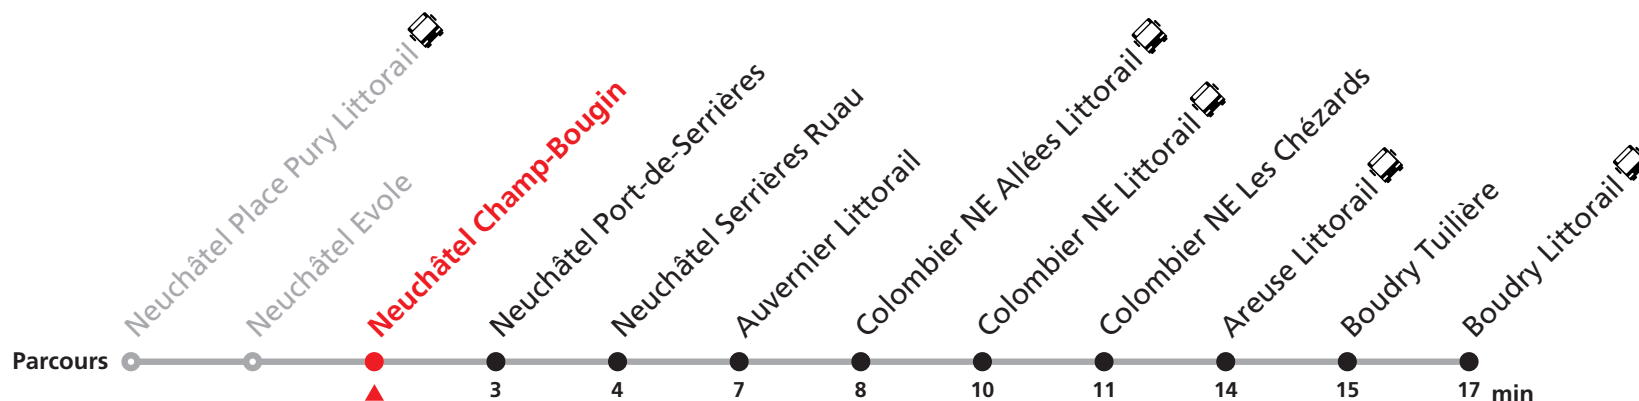 Neuchâtel Place Pury Littorail
Neuchâtel Evole
Neuchâtel Champ-Bougin
Neuchâtel Port-de-Serrières
Neuchâtel Serrières Ruau
Auvernier Littorail
Colombier NE Allées Littorail
Colombier NE Littorail
Colombier NE Les Chézards
Areuse Littorail
Boudry Tuilière
Boudry Littorail
Parcours
3 4 7 8 10 11 14 15 17 min